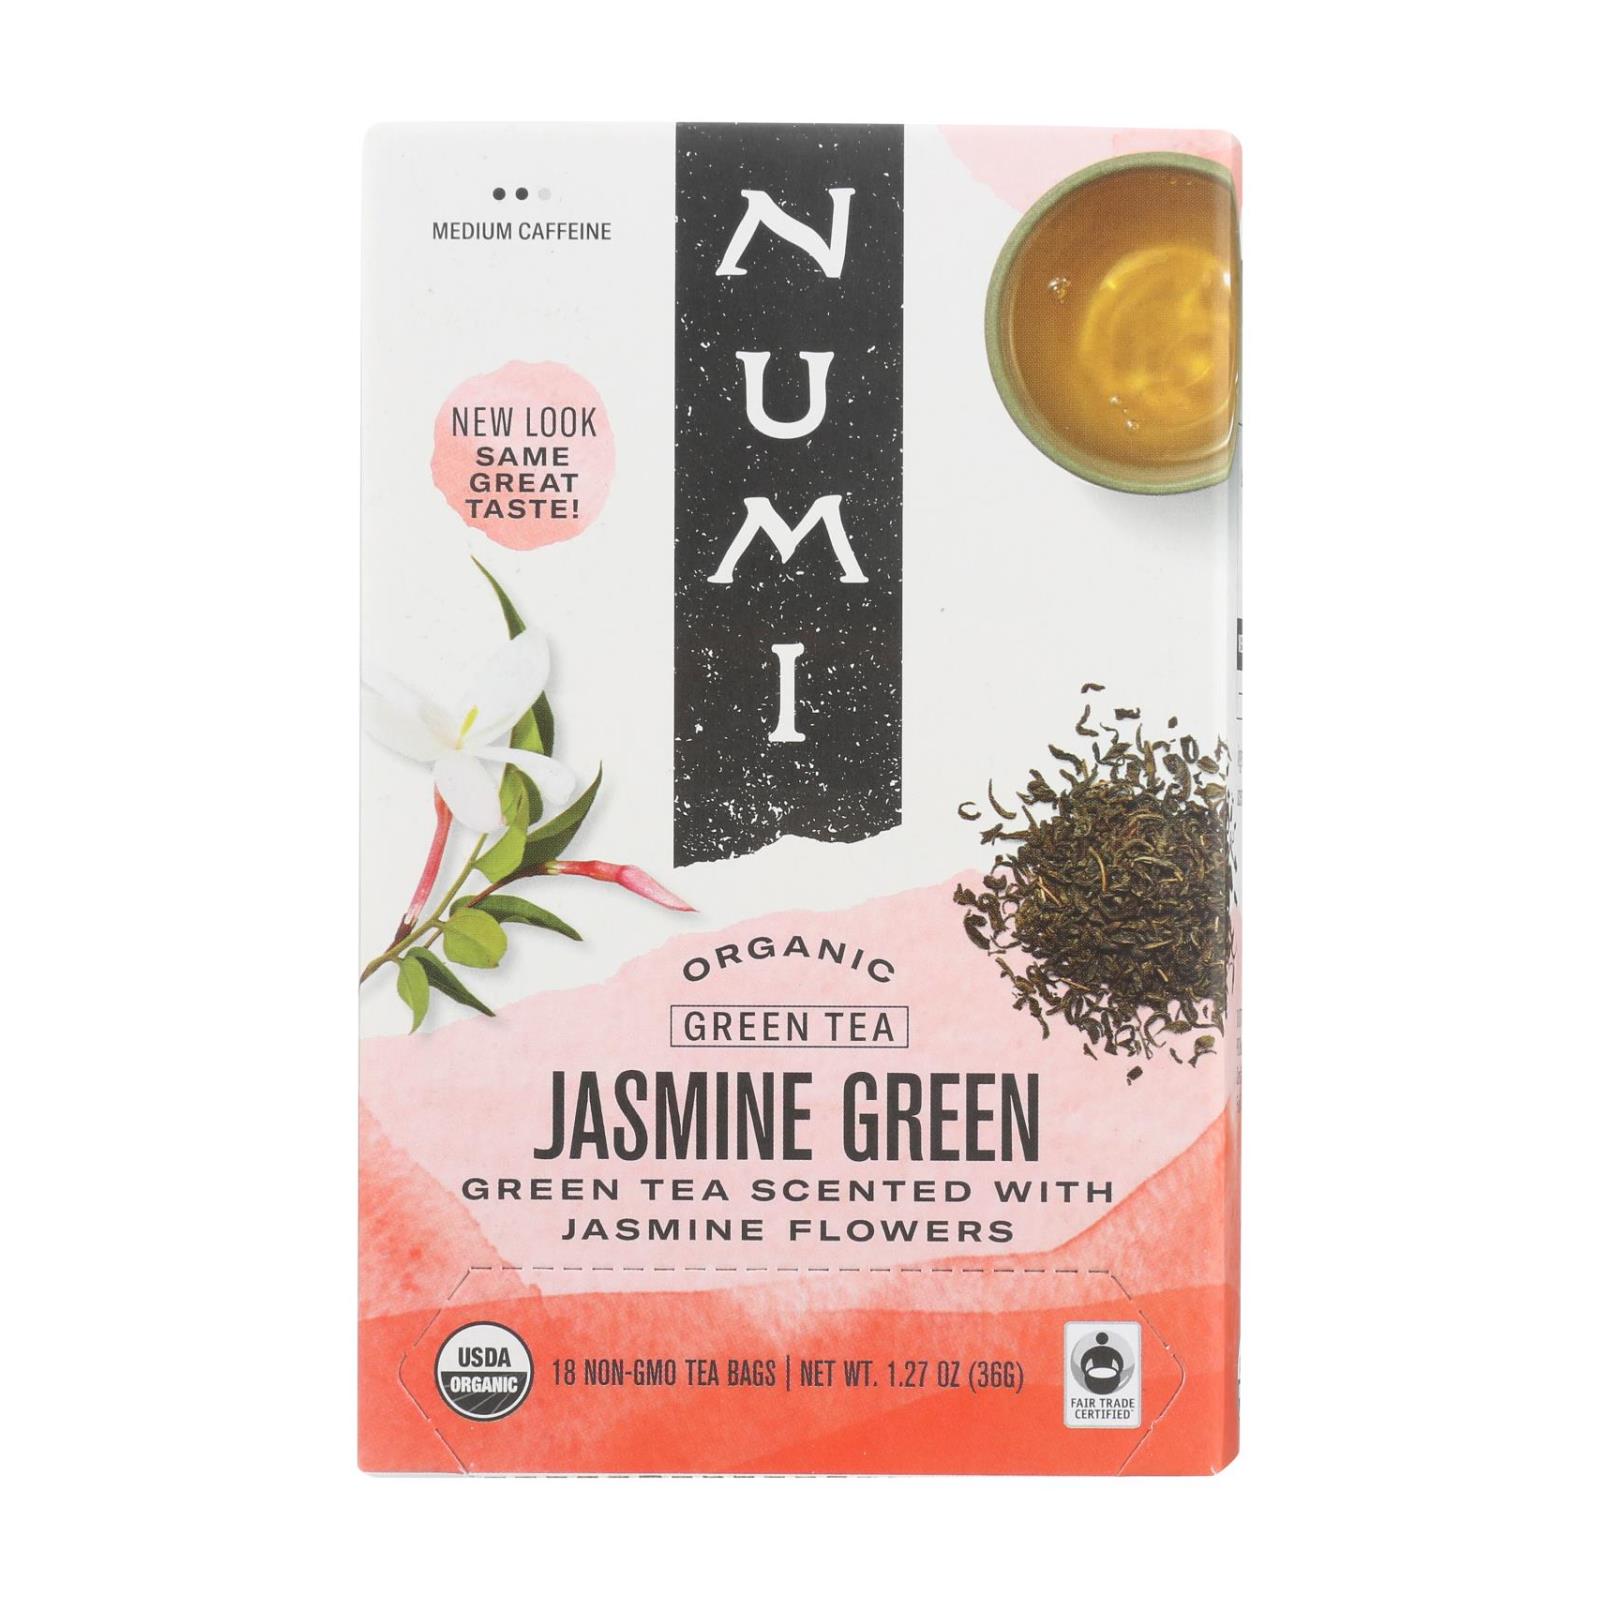 MEDIUM CAFFEINE
NUMI
NEW LOOK
SAME
GREAT
TASTE!
ORGANIC
GREEN TEA
JASMINE GREEN
GREEN TEA SCENTED WITH
JASMINE FLOWERS
USDA
ORGANIC
18 NON-GMO TEA BAGS | NET WT. 1.27 OZ (36G)
FAIR TRADE
CERTIFIED